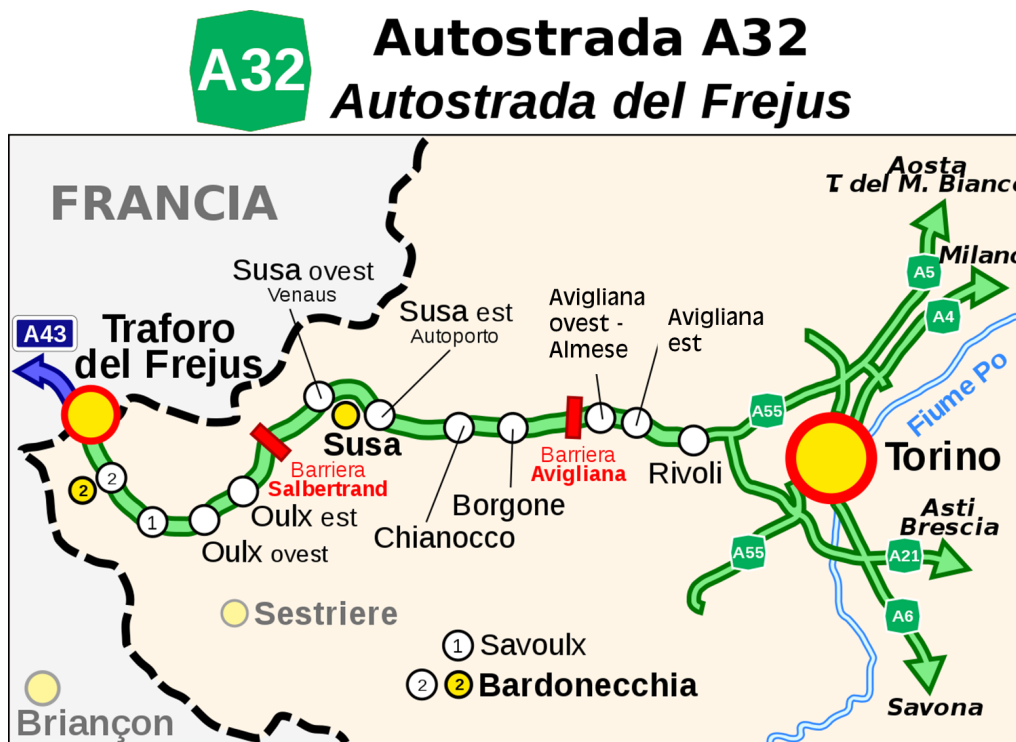 A32
Autostrada A32
Autostrada del Frejus
FRANCIA
Aosta
T. del M. Bianco
Milano
A5
A4
Susa ovest
Venaus
Susa est
Autoporto
Avigliana
ovest -
Almese
Avigliana
est
A43
Traforo
del Frejus
Fiume Po
A55
Susa
Torino
Barriera
Salbertrand
Barriera
Avigliana
Rivoli
2
2
1
Oulx est
Oulx ovest
Borgone
Chianocco
Asti
Brescia
A55
A21
A6
Sestriere
1 Savoulx
2 2 Bardonecchia
Savona
Briançon